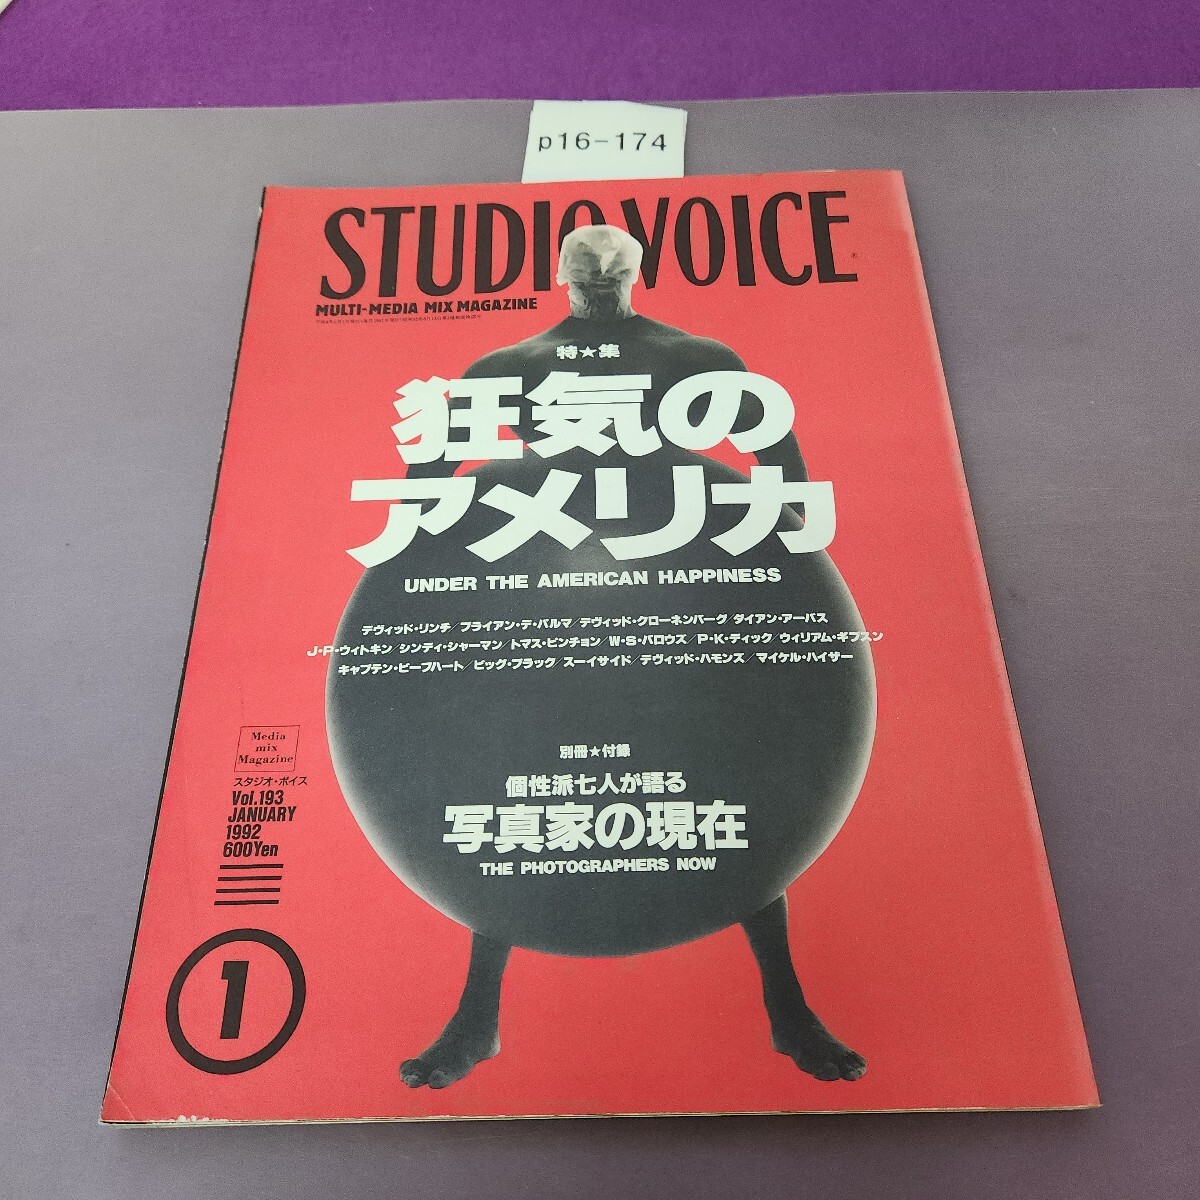 p16-174
STUDIO VOICE
MULTI-MEDIA MIX MAGAZINE
特★集
狂気の
アメリカ
UNDER THE AMERICAN HAPPINESS
デヴィッド・リンチ／ブライアン・デ・パルマ／デヴィッド・クローネンバーグ／ダイアン・アーバス
J・P・ウィトキン／シンディ・シャーマン／トマス・ピンチョン／W・S・バロウズ／P・K・ディック／ウィリアム・ギブスン
キャプテン・ビーフハート／ビッグ・ブラック／スーイサイド／デヴィッド・ハモンズ／マイケル・ハイザー
別冊★付録
個性派七人が語る
写真家の現在
THE PHOTOGRAPHERS NOW
Media
mix
Magazine
スタジオ・ボイス
Vol.193
JANUARY
1992
600Yen
1